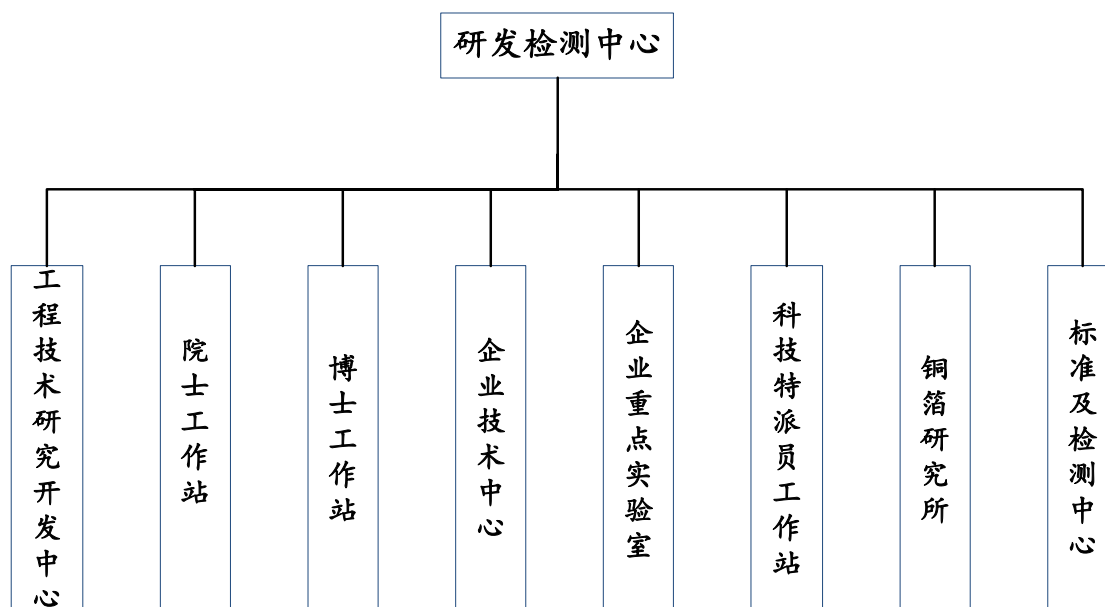 研发检测中心
工程技术研究开发中心
院士工作站
博士工作站
企业技术中心
企业重点实验室
科技特派员工作站
铜箔研究所
标准及检测中心